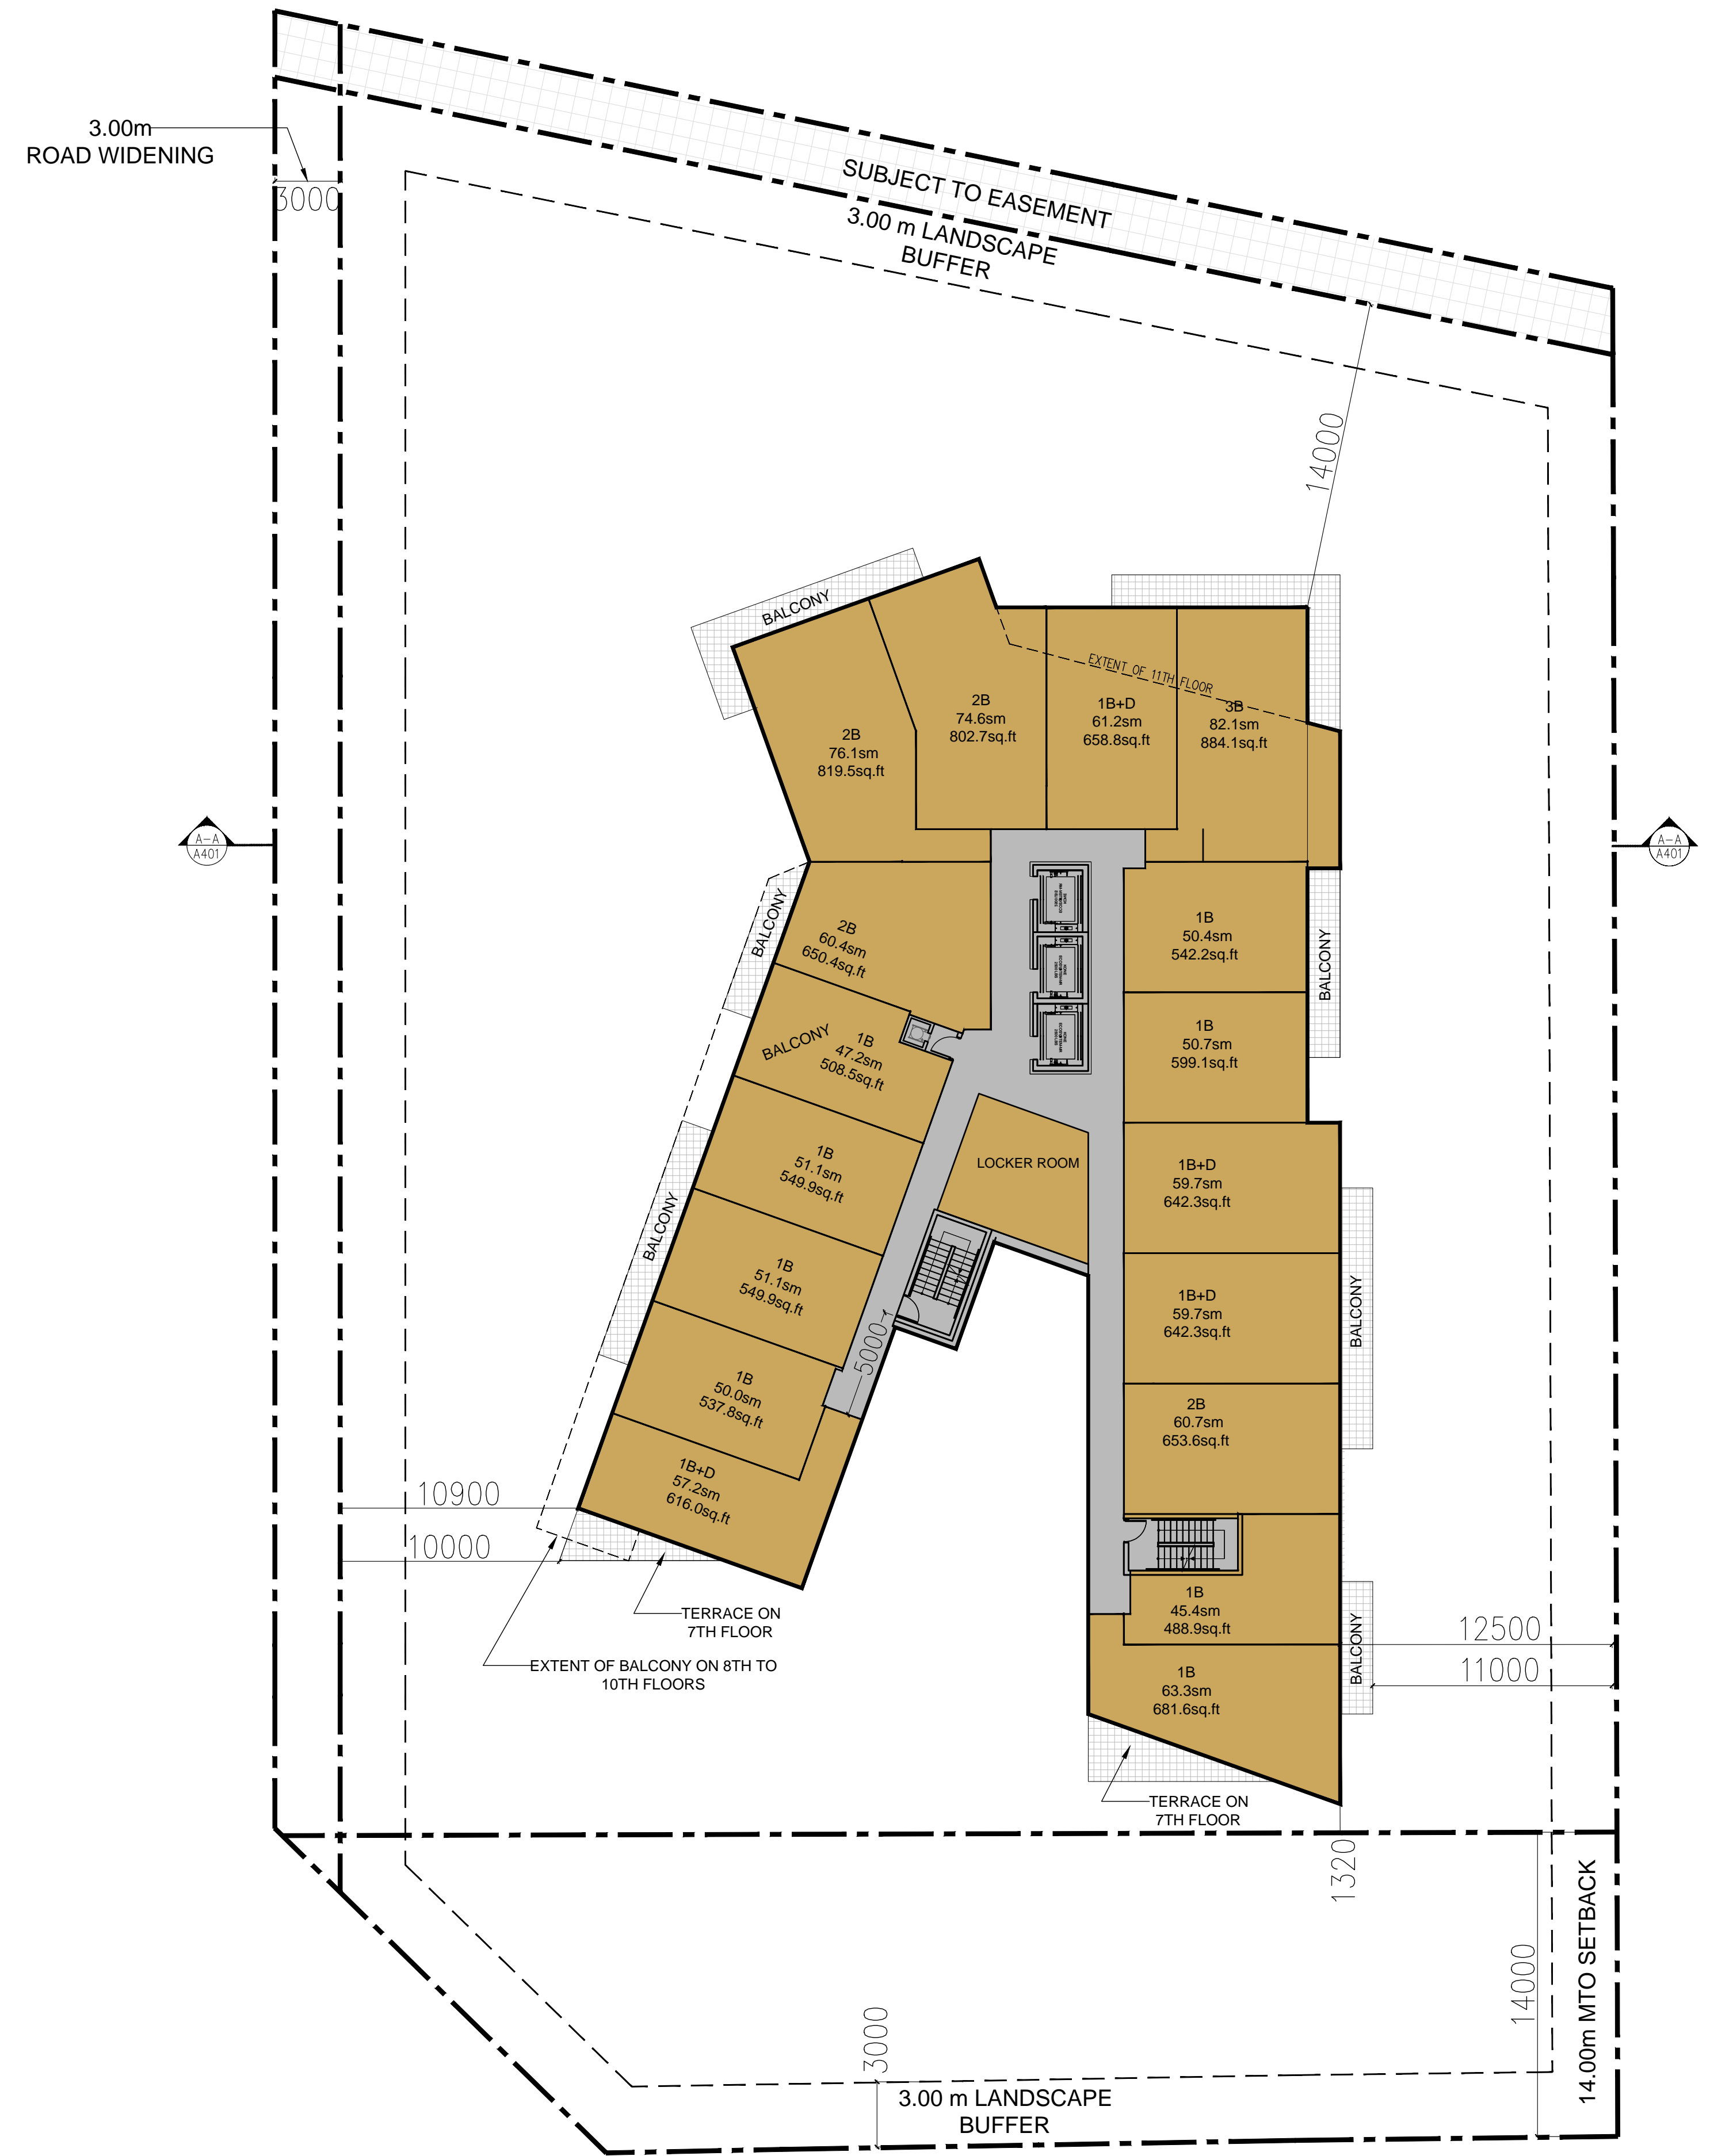 3.00m
ROAD WIDENING
3000
SUBJECT TO EASEMENT
3.00 m LANDSCAPE
BUFFER
14000
BALCONY
EXTENT OF 11TH FLOOR
2B
76.1sm
819.5sq.ft
2B
74.6sm
802.7sq.ft
1B+D
61.2sm
658.8sq.ft
3B
82.1sm
884.1sq.ft
A-A
A401
A-A
A401
BALCONY
2B
60.4sm
650.4sq.ft
1B
50.4sm
542.2sq.ft
BALCONY
BALCONY
1B
47.2sm
508.5sq.ft
1B
50.7sm
599.1sq.ft
1B
51.1sm
549.9sq.ft
LOCKER ROOM
1B+D
59.7sm
642.3sq.ft
BALCONY
1B
51.1sm
549.9sq.ft
1B+D
59.7sm
642.3sq.ft
BALCONY
5000
1B
50.0sm
537.8sq.ft
2B
60.7sm
653.6sq.ft
1B+D
57.2sm
616.0sq.ft
10900
10000
TERRACE ON
7TH FLOOR
EXTENT OF BALCONY ON 8TH TO
10TH FLOORS
1B
45.4sm
488.9sq.ft
BALCONY
12500
11000
1B
63.3sm
681.6sq.ft
TERRACE ON
7TH FLOOR
1320
14000
14.00m MTO SETBACK
3000
3.00 m LANDSCAPE
BUFFER